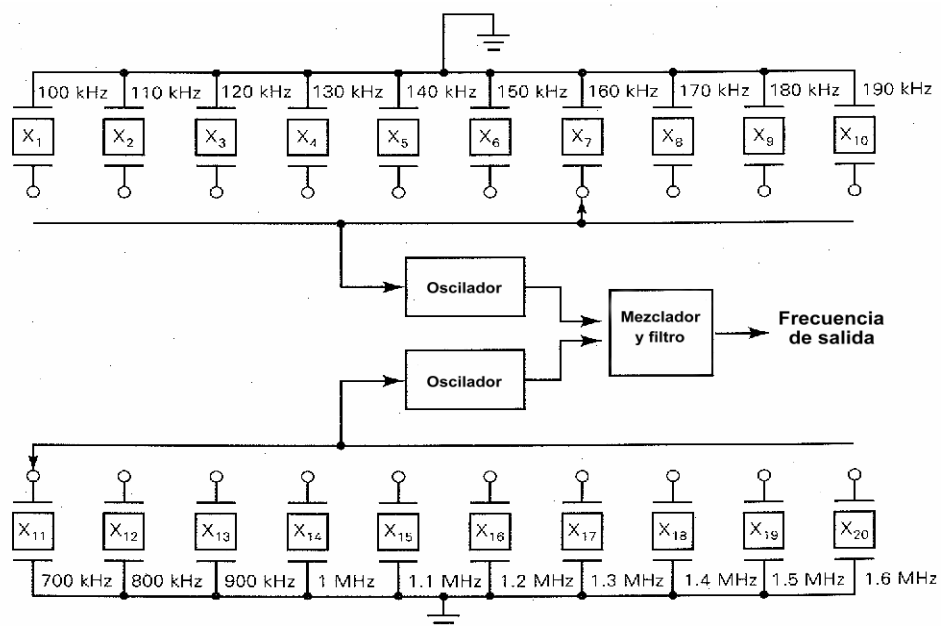 100 kHz 110 kHz 120 kHz 130 kHz 140 kHz 150 kHz 160 kHz 170 kHz 180 kHz 190 kHz
X1 X2 X3 X4 X5 X6 X7 X8 X9 X10
Oscilador
Mezclador
y filtro
Frecuencia
de salida
Oscilador
X11 X12 X13 X14 X15 X16 X17 X18 X19 X20
700 kHz 800 kHz 900 kHz 1 MHz 1.1 MHz 1.2 MHz 1.3 MHz 1.4 MHz 1.5 MHz 1.6 MHz